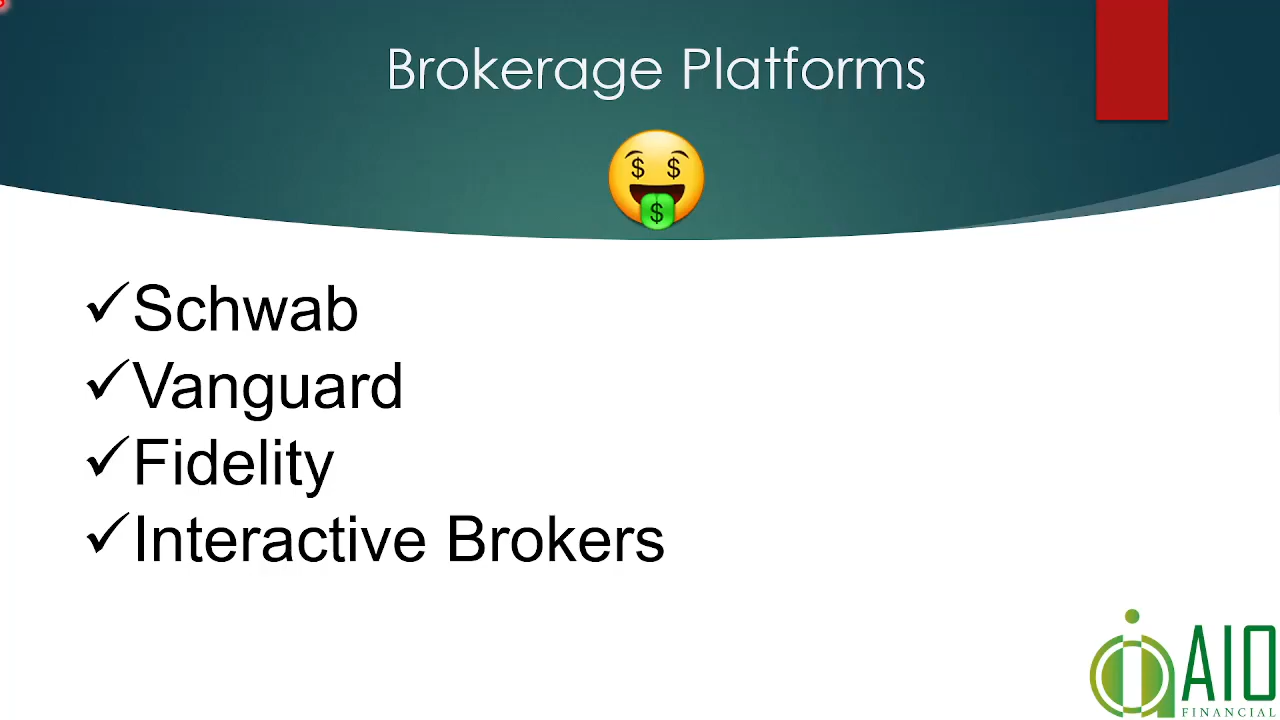 Brokerage Platforms
$ $
$
✓Schwab
✓Vanguard
✓Fidelity
✓Interactive Brokers
AIO
FINANCIAL